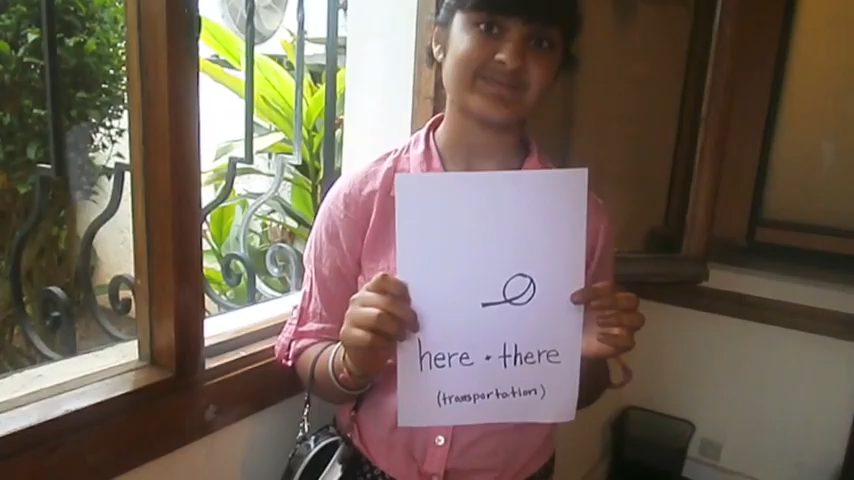 here • there
(transportation)